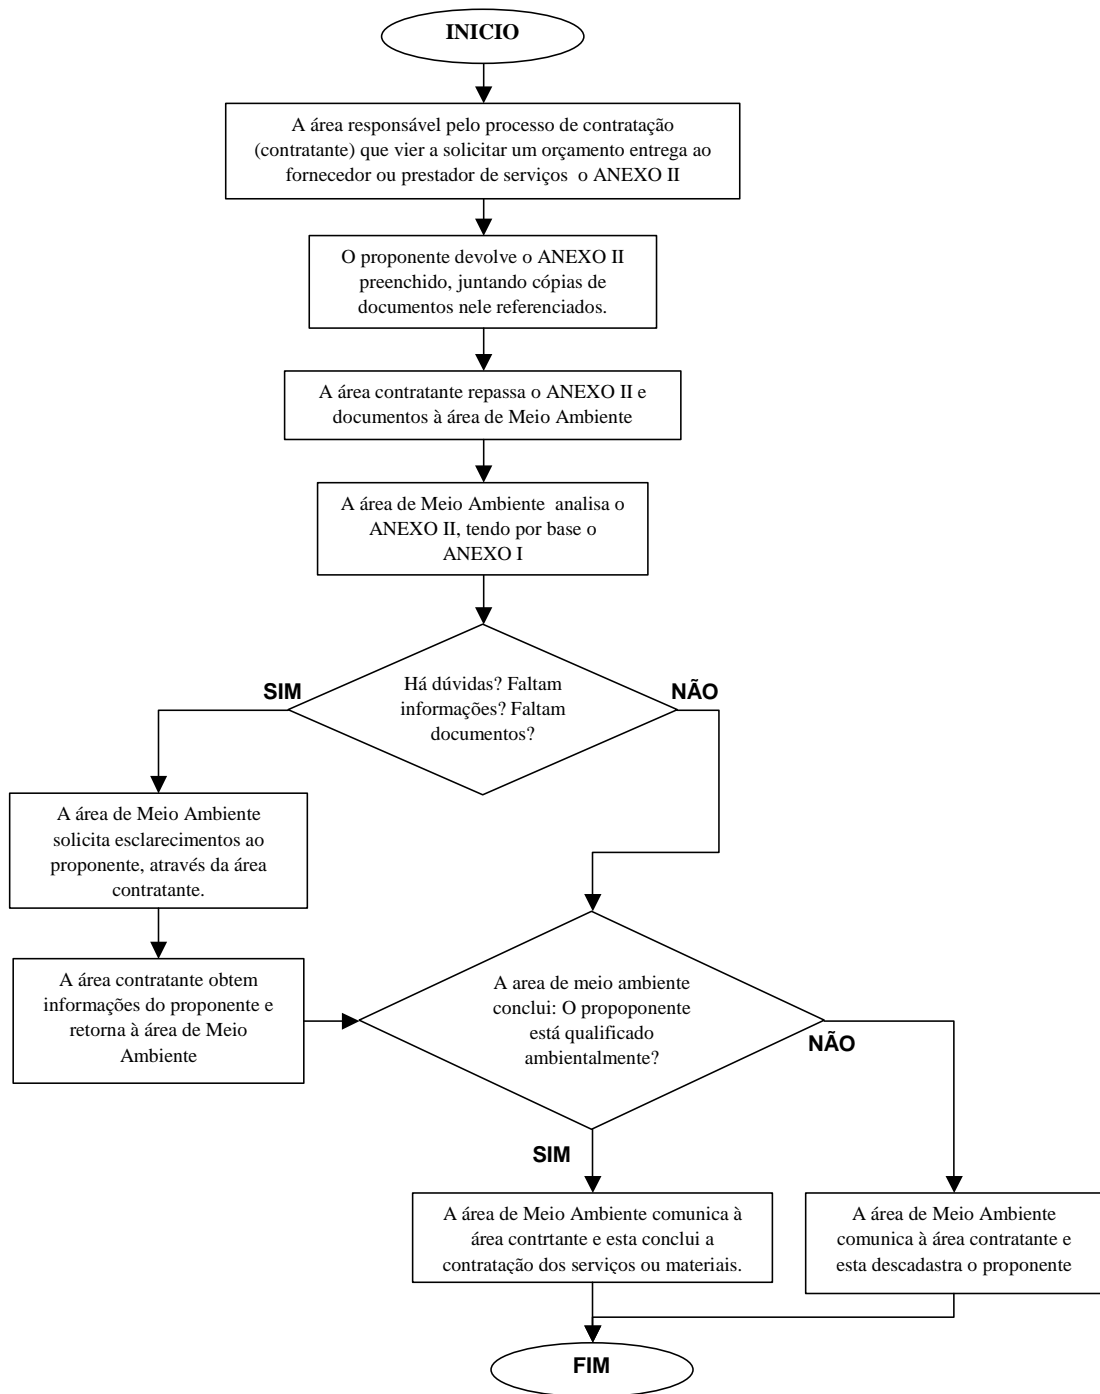 INICIO
A área responsável pelo processo de contratação
(contratante) que vier a solicitar um orçamento entrega ao
fornecedor ou prestador de serviços o ANEXO II
O proponente devolve o ANEXO II
preenchido, juntando cópias de
documentos nele referenciados.
A área contratante repassa o ANEXO II e
documentos à área de Meio Ambiente
A área de Meio Ambiente analisa o
ANEXO II, tendo por base o
ANEXO I
Há dúvidas? Faltam
informações? Faltam
documentos?
SIM
NÃO
A área de Meio Ambiente
solicita esclarecimentos ao
proponente, através da área
contratante.
A área contratante obtem
informações do proponente e
retorna à área de Meio
Ambiente
A area de meio ambiente
conclui: O propoponente
está qualificado
ambientalmente?
NÃO
SIM
A área de Meio Ambiente comunica à
área contrtante e esta conclui a
contratação dos serviços ou materiais.
A área de Meio Ambiente
comunica à área contratante e
esta descadastra o proponente
FIM